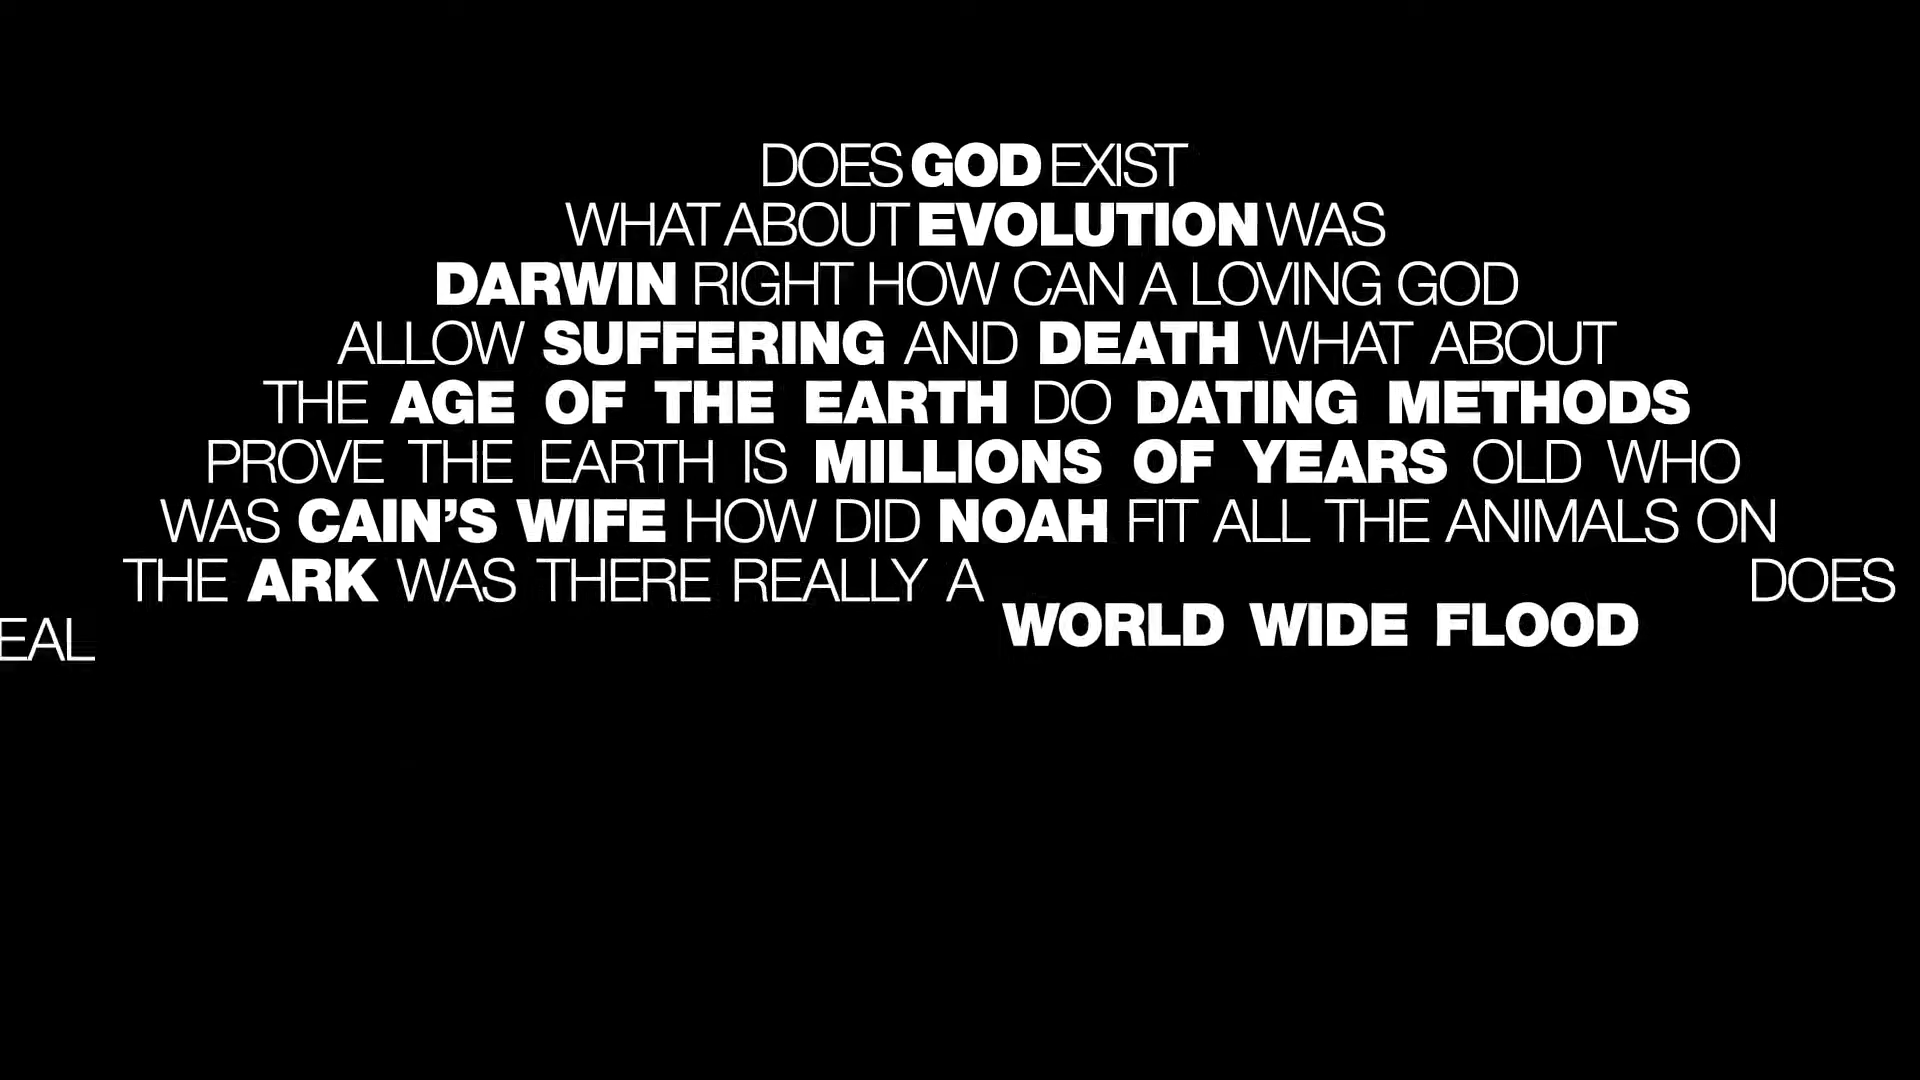 DOES GOD EXIST
WHAT ABOUT EVOLUTION WAS
DARWIN RIGHT HOW CAN A LOVING GOD
ALLOW SUFFERING AND DEATH WHAT ABOUT
THE AGE OF THE EARTH DO DATING METHODS
PROVE THE EARTH IS MILLIONS OF YEARS OLD WHO
WAS CAIN'S WIFE HOW DID NOAH FIT ALL THE ANIMALS ON
THE ARK WAS THERE REALLY A DOES
WORLD WIDE FLOOD
EAL